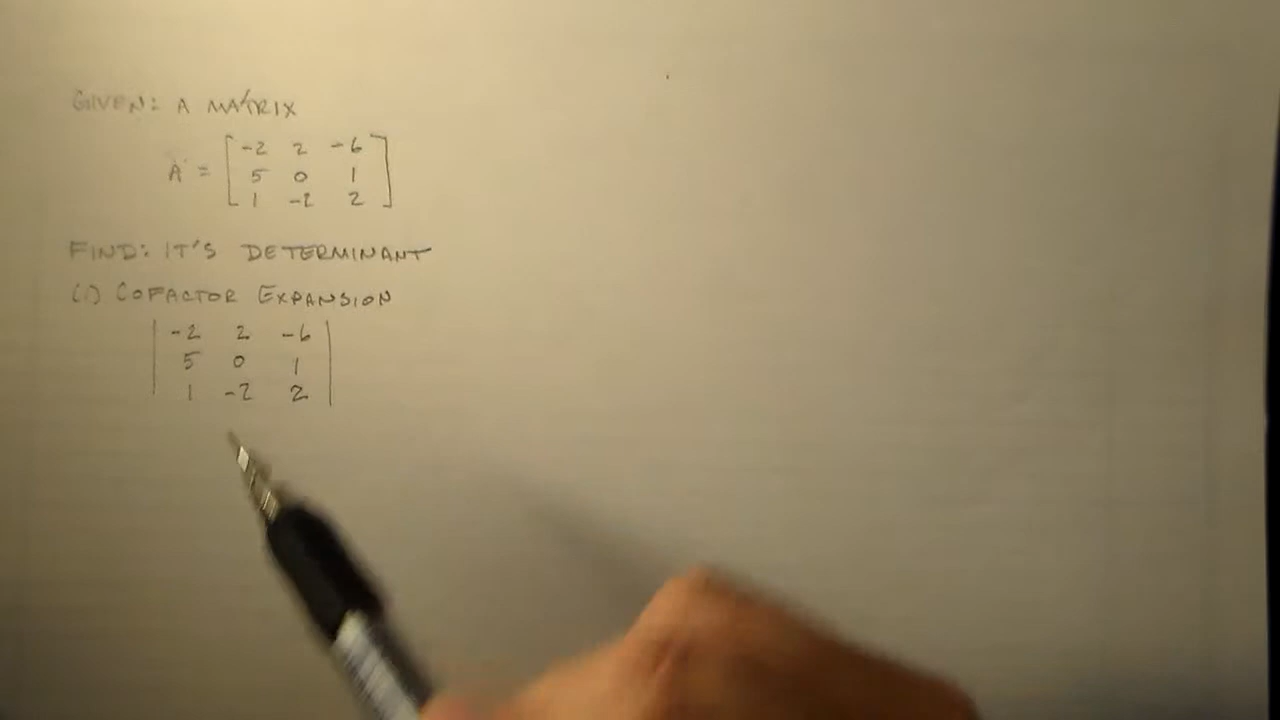 GIVEN: A MATRIX
A = [ -2 2 -6
5 0 1
1 -2 2 ]
FIND: IT'S DETERMINANT
(1) COFACTOR EXPANSION
| -2 2 -6 |
| 5 0 1 |
| 1 -2 2 |